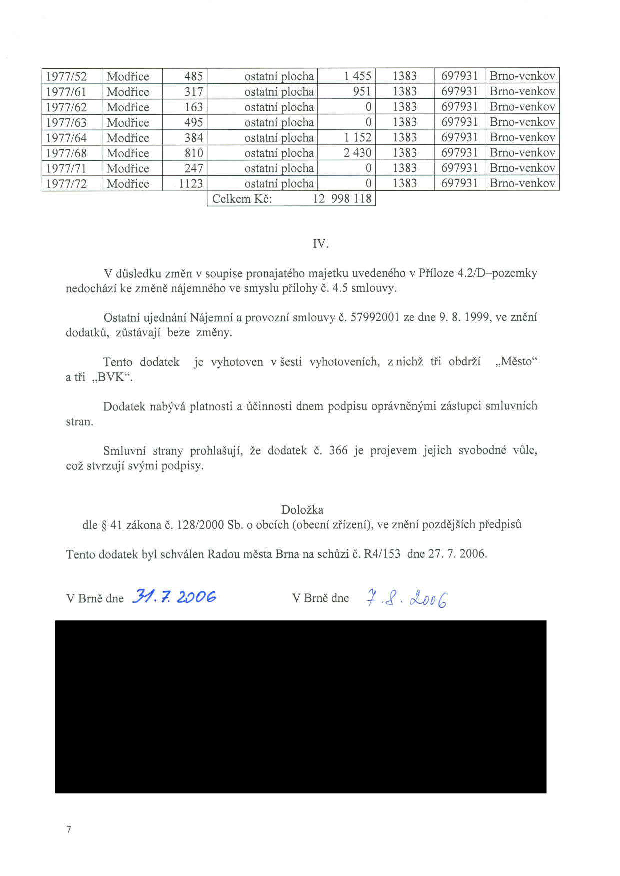 1977/52 Modřice 485 ostatní plocha 1 455 1383 697931 Brno-venkov
1977/61 Modřice 317 ostatní plocha 951 1383 697931 Brno-venkov
1977/62 Modřice 163 ostatní plocha 0 1383 697931 Brno-venkov
1977/63 Modřice 495 ostatní plocha 0 1383 697931 Brno-venkov
1977/64 Modřice 384 ostatní plocha 1 152 1383 697931 Brno-venkov
1977/68 Modřice 810 ostatní plocha 2 430 1383 697931 Brno-venkov
1977/71 Modřice 247 ostatní plocha 0 1383 697931 Brno-venkov
1977/72 Modřice 1123 ostatní plocha 0 1383 697931 Brno-venkov
Celkem Kč: 12 998 118
IV.
V důsledku změn v soupise pronajatého majetku uvedeného v Příloze 4.2/D–pozemky
nedochází ke změně nájemného ve smyslu přílohy č. 4.5 smlouvy.
Ostatní ujednání Nájemní a provozní smlouvy č. 57992001 ze dne 9. 8. 1999, ve znění
dodatků, zůstávají beze změny.
Tento dodatek je vyhotoven v šesti vyhotoveních, z nichž tři obdrží „Město“
a tři „BVK“.
Dodatek nabývá platnosti a účinnosti dnem podpisu oprávněnými zástupci smluvních
stran.
Smluvní strany prohlašují, že dodatek č. 366 je projevem jejich svobodné vůle,
což stvrzují svými podpisy.
Doložka
dle § 41 zákona č. 128/2000 Sb. o obcích (obecní zřízení), ve znění pozdějších předpisů
Tento dodatek byl schválen Radou města Brna na schůzi č. R4/153 dne 27. 7. 2006.
V Brně dne 31. 7. 2006 V Brně dne 7. 8. 2006
7